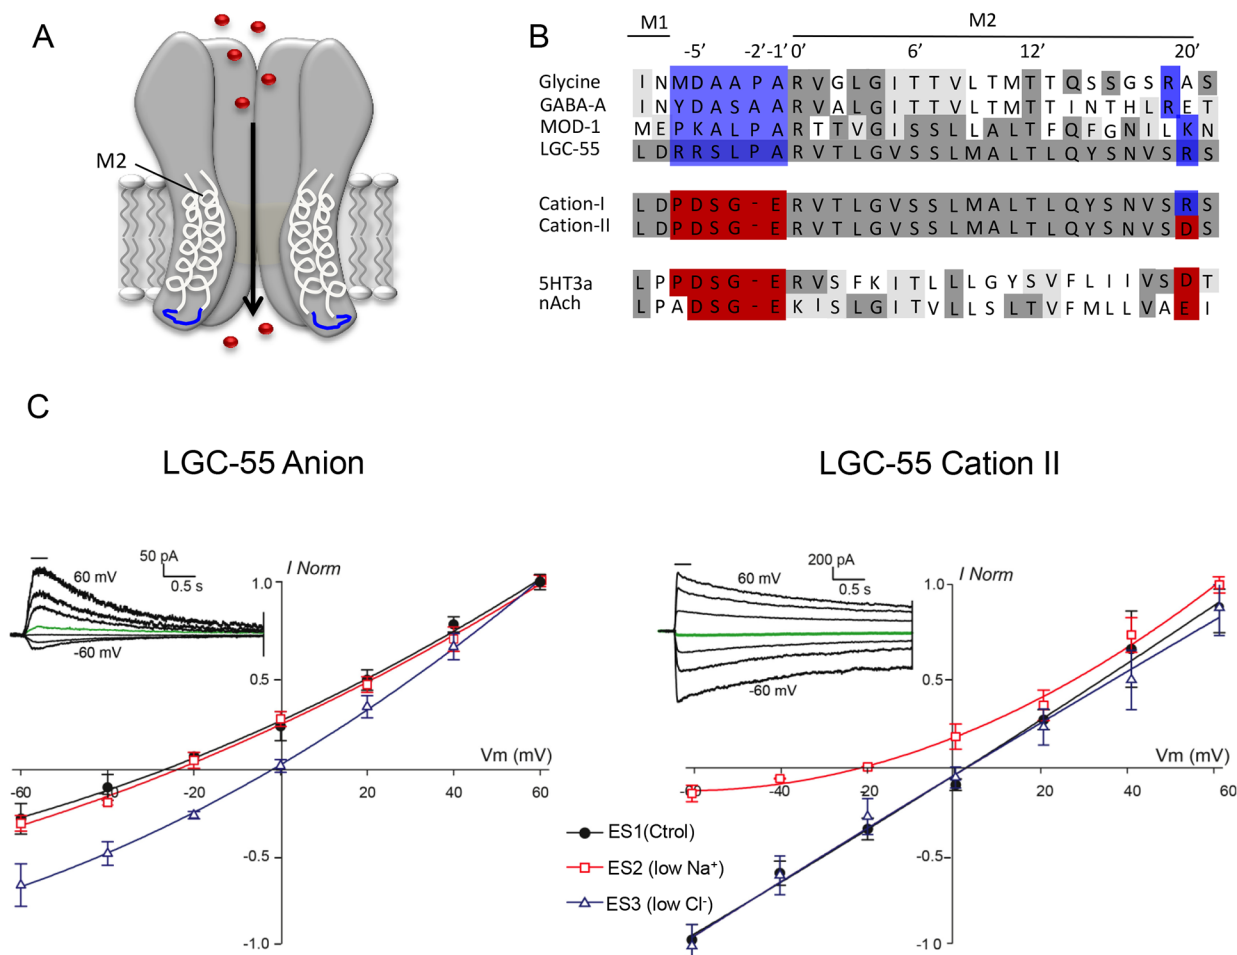 A
M2
B
M1 M2
-5′ -2′-1′ 0′ 6′ 12′ 20′
Glycine I N M D A A P A R V G L G I T T V L T M T T Q S S G S R A S
GABA-A I N Y D A S A A R V A L G I T T V L T M T T I N T H L R E T
MOD-1 M E P K A L P A R T T V G I S S L L A L T F Q F G N I L K N
LGC-55 L D R R S L P A R V T L G V S S L M A L T L Q Y S N V S R S
Cation-I L D P D S G - E R V T L G V S S L M A L T L Q Y S N V S R S
Cation-II L D P D S G - E R V T L G V S S L M A L T L Q Y S N V S D S
5HT3a L P P D S G - E R V S F K I T L L L G Y S V F L I I V S D T
nAch L P A D S G - E K I S L G I T V L L S L T V F M L L V A E I
C
LGC-55 Anion
50 pA
0.5 s
60 mV
-60 mV
I Norm
1.0
0.5
Vm (mV)
-60 -40 -20 20 40 60
-0.5
-1.0
LGC-55 Cation II
200 pA
0.5 s
60 mV
-60 mV
I Norm
1.0
0.5
Vm (mV)
-60 -40 -20 0 20 40 60
-0.5
-1 0
ES1(Ctrol)
ES2 (low Na⁺)
ES3 (low Cl⁻)